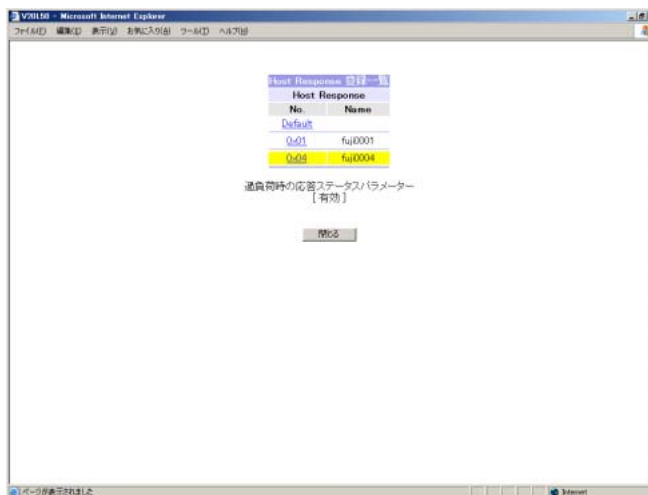 V20L50 - Microsoft Internet Explorer
ファイル(F) 編集(E) 表示(V) お気に入り(A) ツール(T) ヘルプ(H)
Host Response 登録一覧
Host Response
No. Name
Default
0x01 fuji0001
0x04 fuji0004
過負荷時の応答ステータスパラメーター
[ 有効 ]
閉じる
ページが表示されました
Internet